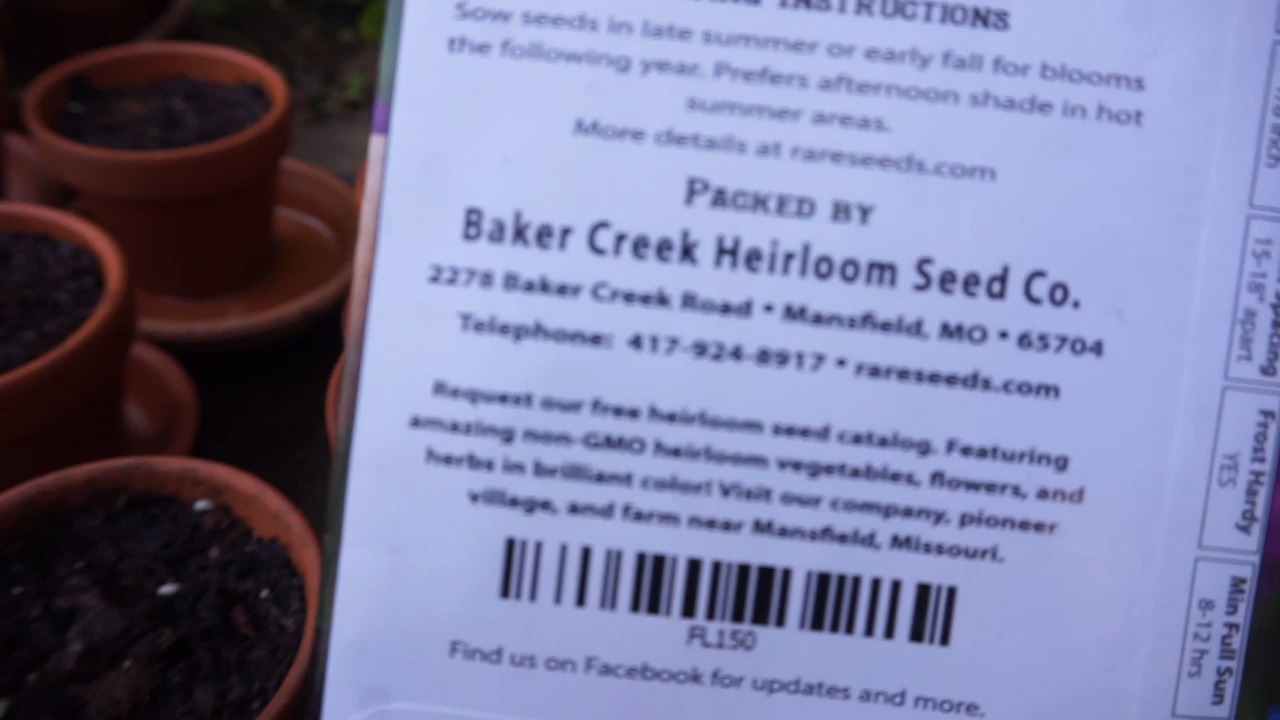 INSTRUCTIONS
Sow seeds in late summer or early fall for blooms
the following year. Prefers afternoon shade in hot
summer areas.
More details at rareseeds.com
PACKED BY
Baker Creek Heirloom Seed Co.
2278 Baker Creek Road • Mansfield, MO • 65704
Telephone: 417-924-8917 • rareseeds.com
Request our free heirloom seed catalog. Featuring
amazing non-GMO heirloom vegetables, flowers, and
herbs in brilliant color! Visit our company, pioneer
village, and farm near Mansfield, Missouri.
FL150
Find us on Facebook for updates and more.
inch
15-18" apart
Frost Hardy
YES
Min Full Sun
8-12 hrs